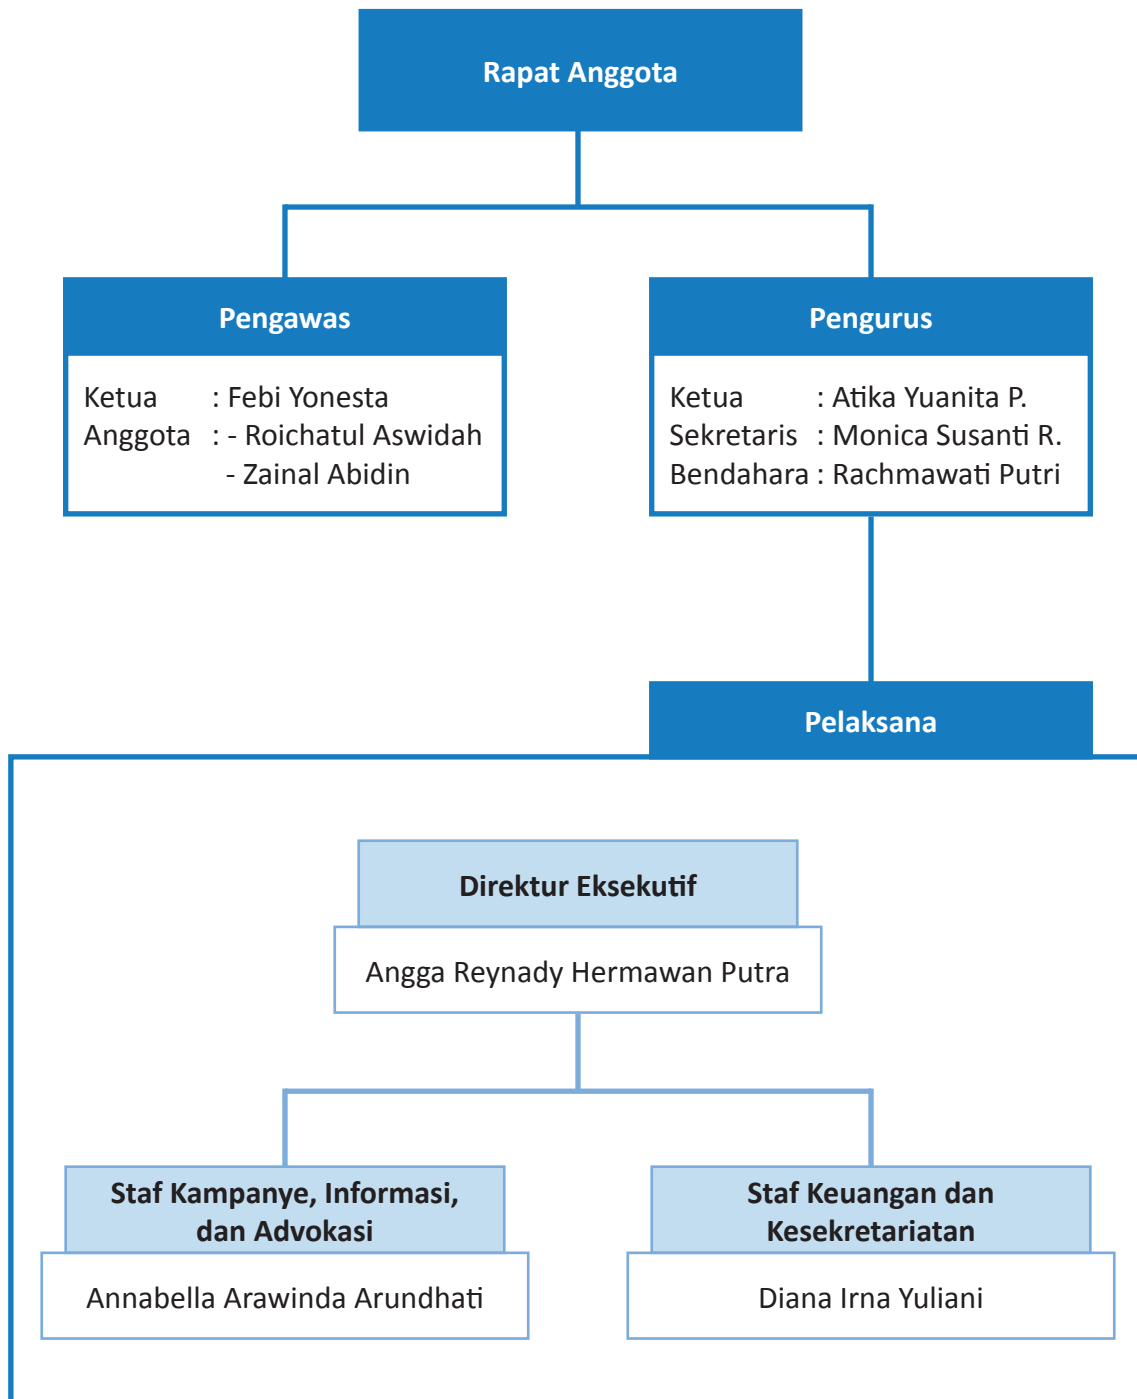 Rapat Anggota
Pengawas
Ketua : Febi Yonesta
Anggota : - Roichatul Aswidah
- Zainal Abidin
Pengurus
Ketua : Atika Yuanita P.
Sekretaris : Monica Susanti R.
Bendahara : Rachmawati Putri
Pelaksana
Direktur Eksekutif
Angga Reynady Hermawan Putra
Staf Kampanye, Informasi,
dan Advokasi
Annabella Arawinda Arundhati
Staf Keuangan dan
Kesekretariatan
Diana Irna Yuliani